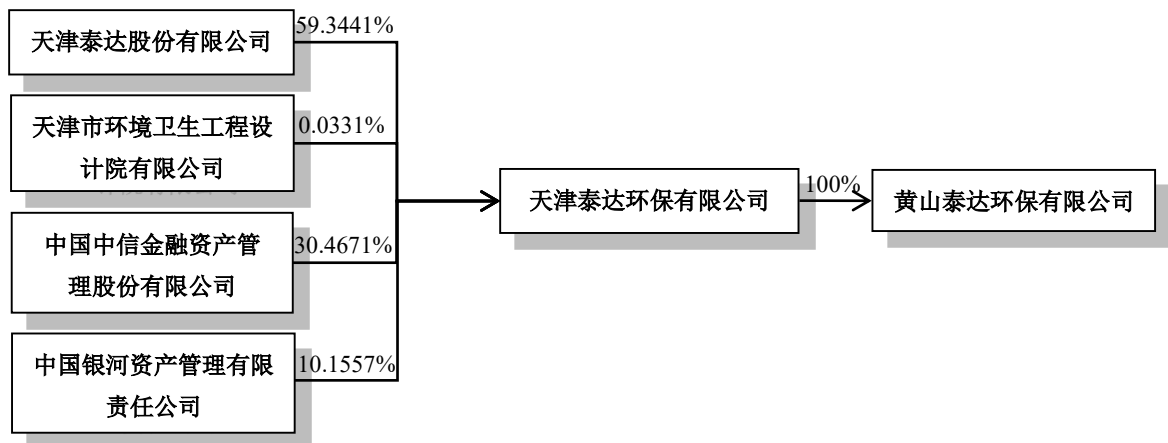 天津泰达股份有限公司
59.3441%
天津市环境卫生工程设
计院有限公司
0.0331%
天津泰达环保有限公司
100%
黄山泰达环保有限公司
中国中信金融资产管
理股份有限公司
30.4671%
中国银河资产管理有限
责任公司
10.1557%